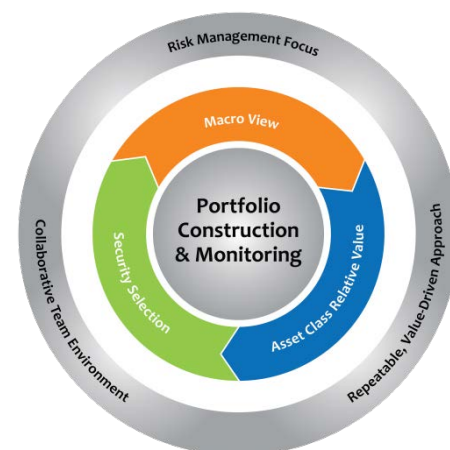 Risk Management Focus
Macro View
Portfolio
Construction
& Monitoring
Security Selection
Asset Class Relative Value
Collaborative Team Environment
Repeatable, Value-Driven Approach